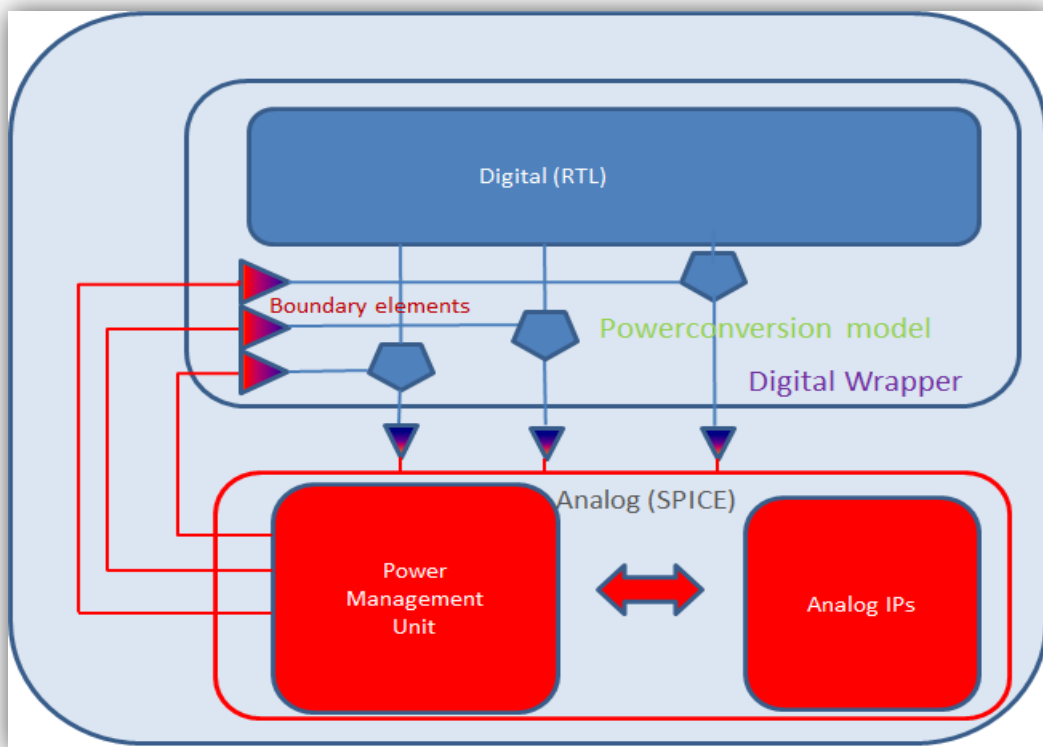 Digital (RTL)
Boundary elements
Powerconversion model
Digital Wrapper
Analog (SPICE)
Power
Management
Unit
Analog IPs